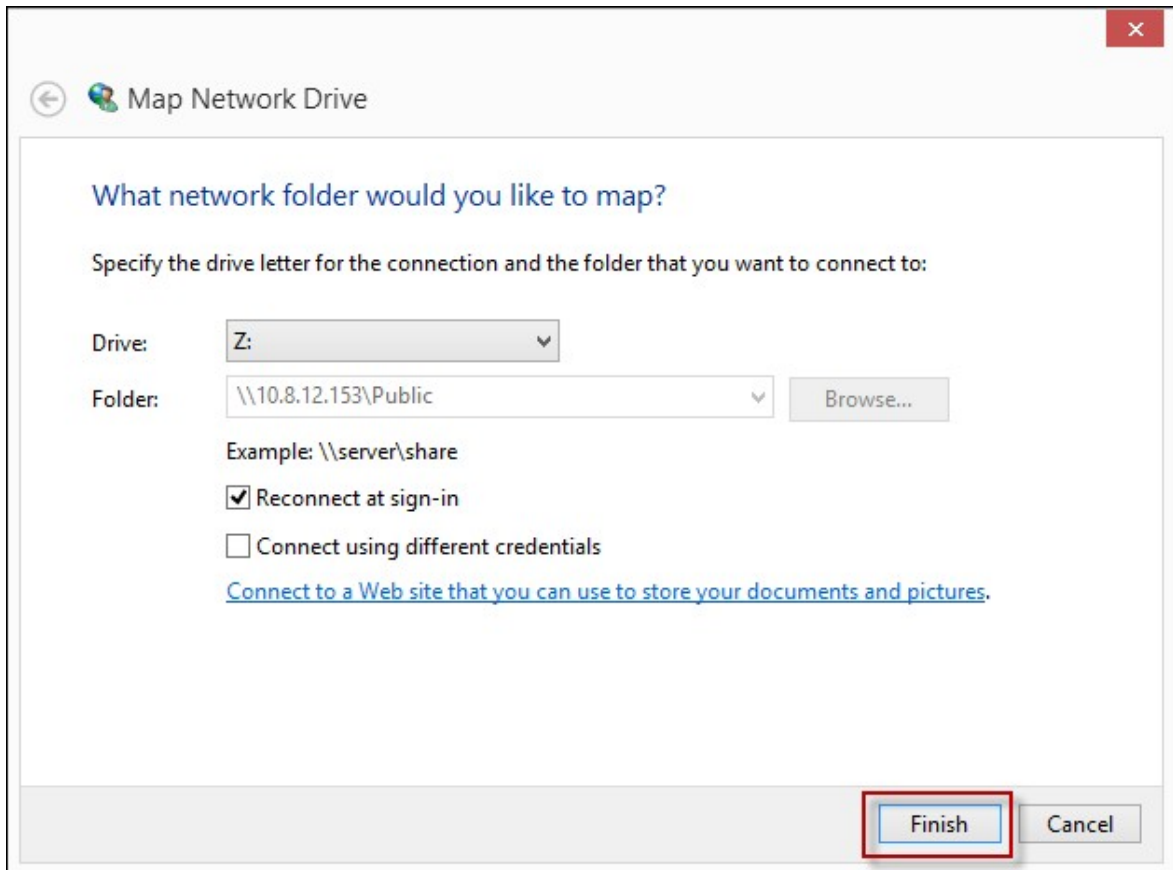 Map Network Drive
What network folder would you like to map?
Specify the drive letter for the connection and the folder that you want to connect to:
Drive: Z:
Folder: \\10.8.12.153\Public Browse...
Example: \\server\share
Reconnect at sign-in
Connect using different credentials
Connect to a Web site that you can use to store your documents and pictures.
Finish Cancel